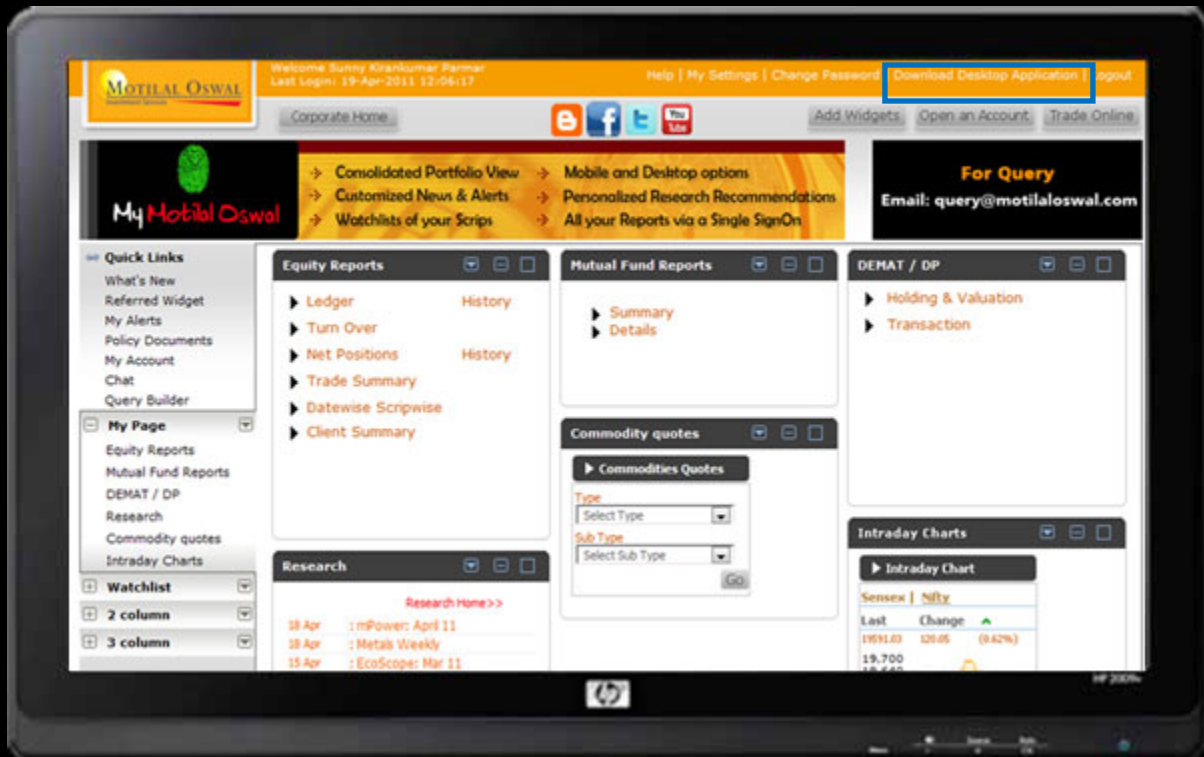 MOTILAL OSWAL
Investment Services
Welcome Sunny Kirankumar Parmar
Last Login: 19-Apr-2011 12:06:17
Help | My Settings | Change Password Download Desktop Application | Logout
Corporate Home
You
Tube
Add Widgets
Open an Account
Trade Online
My Motilal Oswal
Consolidated Portfolio View
Customized News & Alerts
Watchlists of your Scrips
Mobile and Desktop options
Personalized Research Recommendations
All your Reports via a Single SignOn
For Query
Email: query@motilaloswal.com
Quick Links
What's New
Referred Widget
My Alerts
Policy Documents
My Account
Chat
Query Builder
My Page
Equity Reports
Mutual Fund Reports
DEMAT / DP
Research
Commodity quotes
Intraday Charts
Watchlist
2 column
3 column
Equity Reports
Ledger History
Turn Over
Net Positions History
Trade Summary
Datewise Scripwise
Client Summary
Research
Research Home>>
18 Apr : mPower: April 11
18 Apr : Metals Weekly
15 Apr : EcoScope: Mar 11
Mutual Fund Reports
Summary
Details
Commodity quotes
Commodities Quotes
Type
Select Type
Sub Type
Select Sub Type
Go
DEMAT / DP
Holding & Valuation
Transaction
Intraday Charts
Intraday Chart
Sensex | Nifty
Last Change
19591.03 120.05 (0.62%)
19,700
hp
HP 2009v
Menu